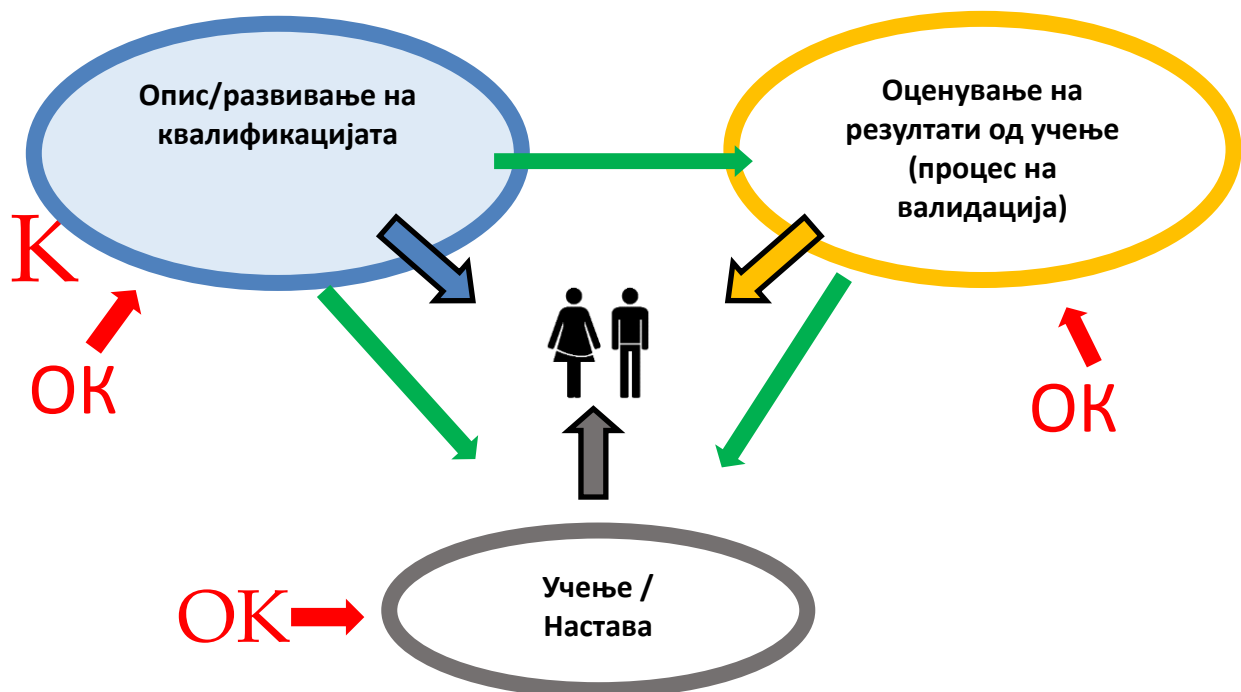 Опис/развивање на
квалификацијата
Оценување на
резултати од учење
(процес на
валидација)
К
ОК
ОК
ОК
Учење /
Настава